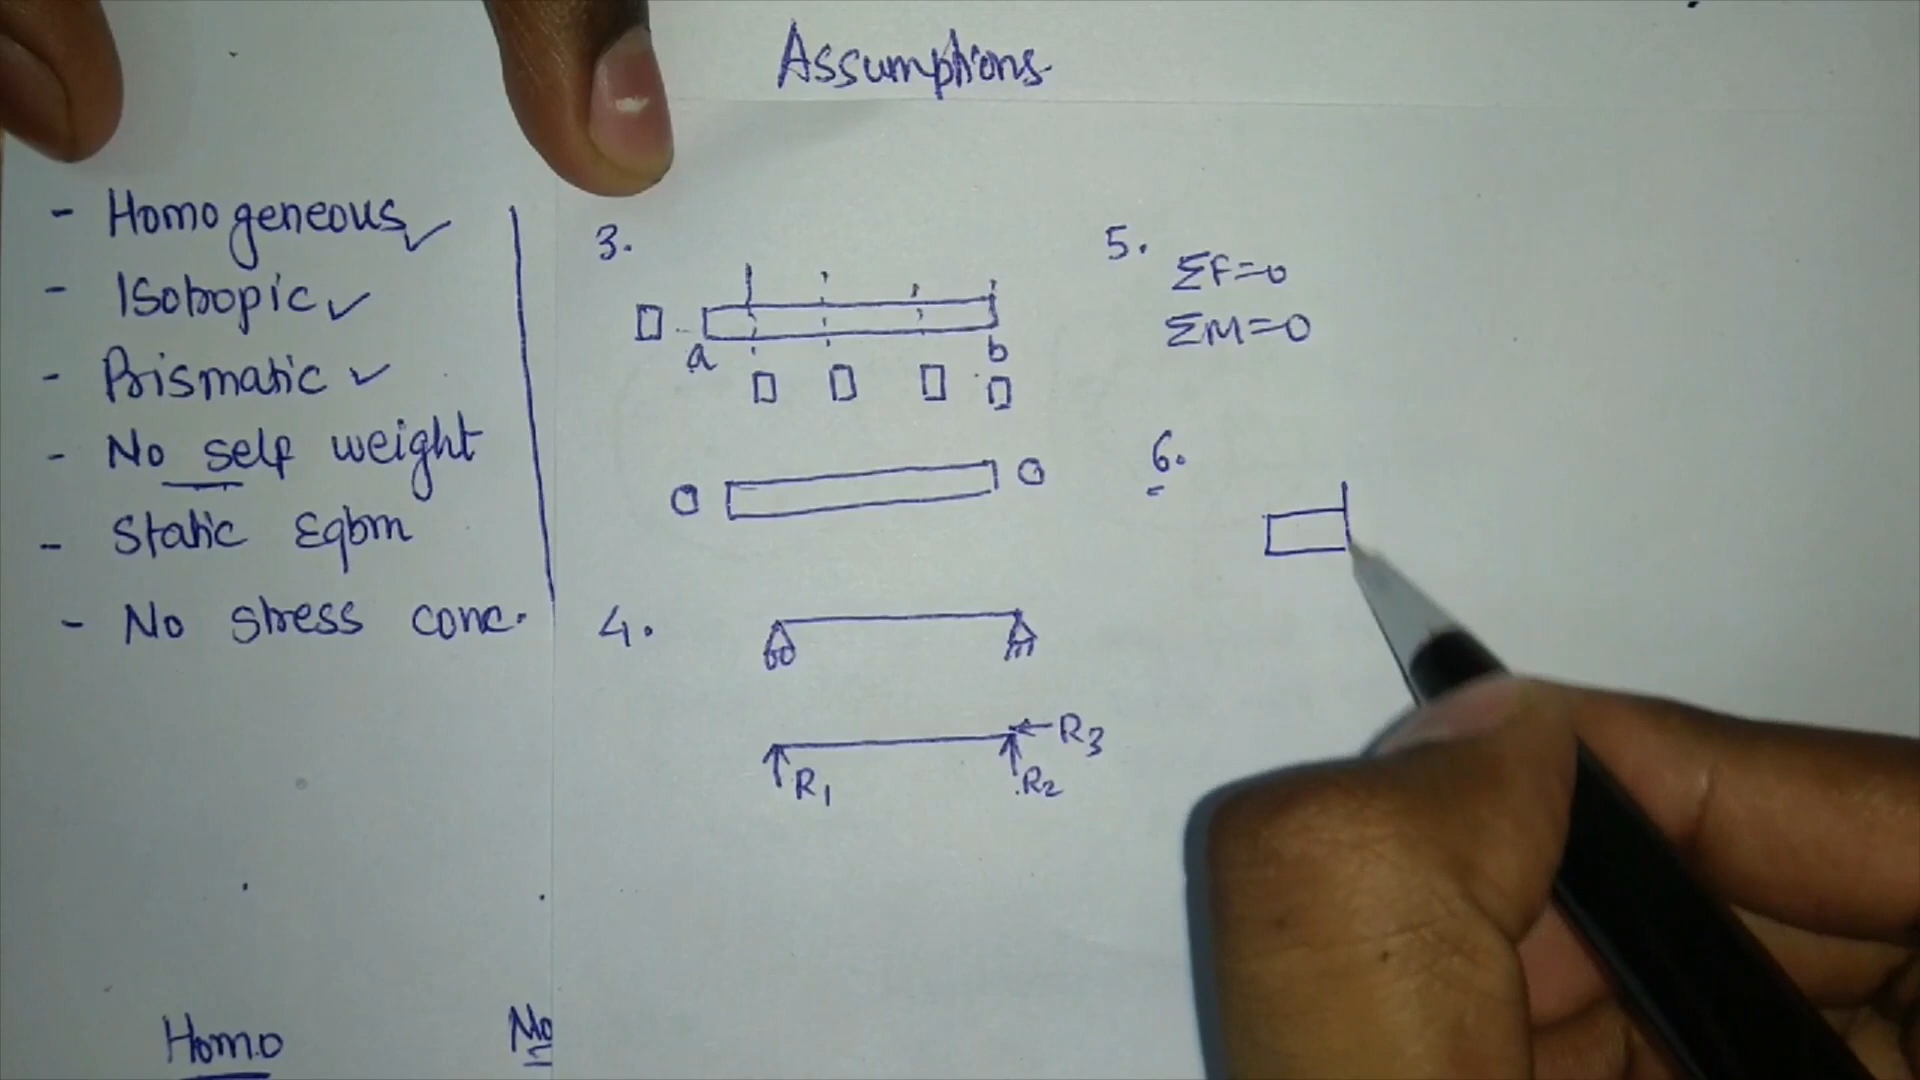 Assumptions.
- Homogeneous ✓
- Isotropic ✓
- Prismatic ✓
- No self weight
- Static Eqbm
- No stress conc.
3.
a
b
4.
R1
R2
R3
5.
ΣF=0
ΣM=0
6.
Homo